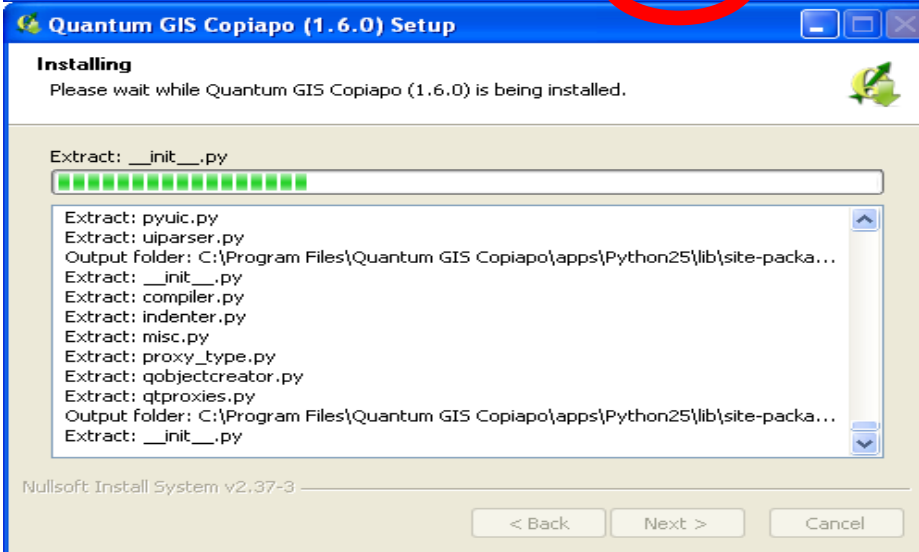 Quantum GIS Copiapo (1.6.0) Setup
Installing
Please wait while Quantum GIS Copiapo (1.6.0) is being installed.
Extract: __init__.py
Extract: pyuic.py
Extract: uiparser.py
Output folder: C:\Program Files\Quantum GIS Copiapo\apps\Python25\lib\site-packa...
Extract: __init__.py
Extract: compiler.py
Extract: indenter.py
Extract: misc.py
Extract: proxy_type.py
Extract: qobjectcreator.py
Extract: qtproxies.py
Output folder: C:\Program Files\Quantum GIS Copiapo\apps\Python25\lib\site-packa...
Extract: __init__.py
Nullsoft Install System v2.37-3
< Back Next > Cancel